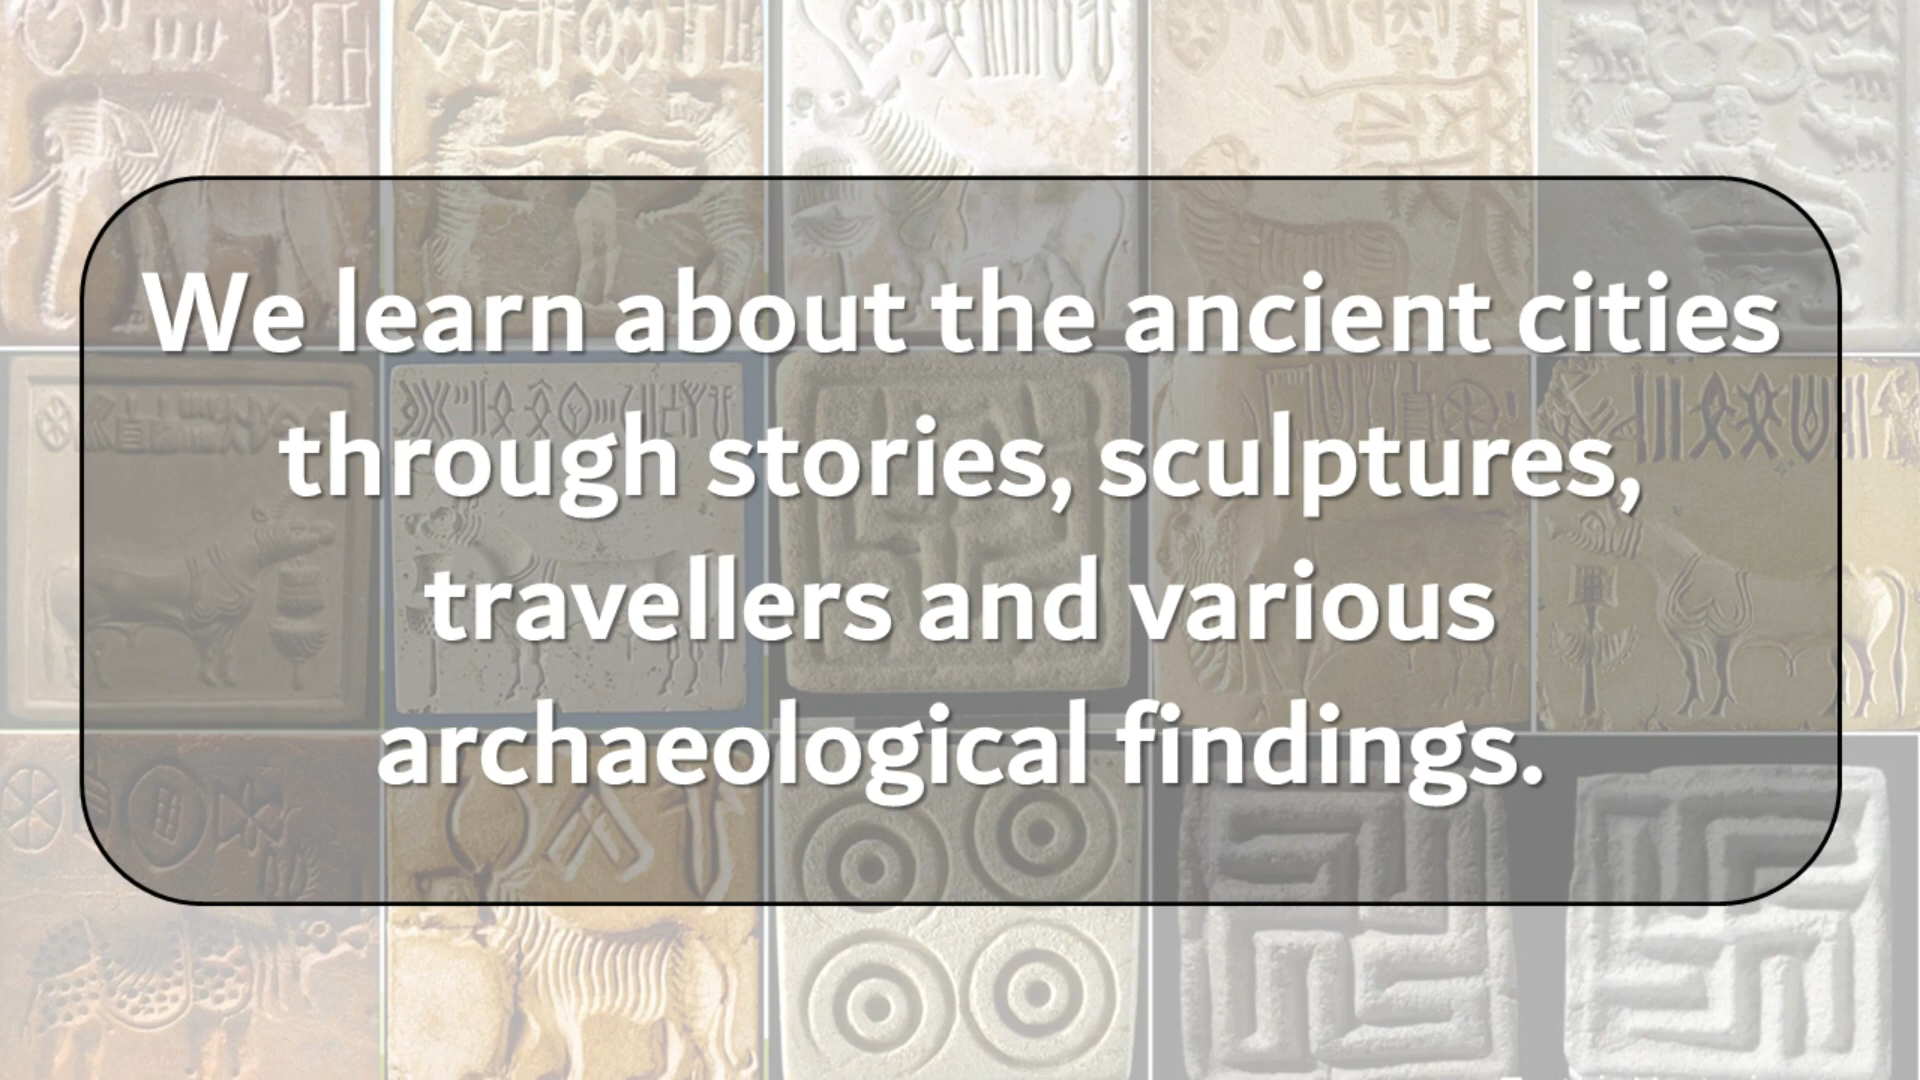 We learn about the ancient cities
through stories, sculptures,
travellers and various
archaeological findings.